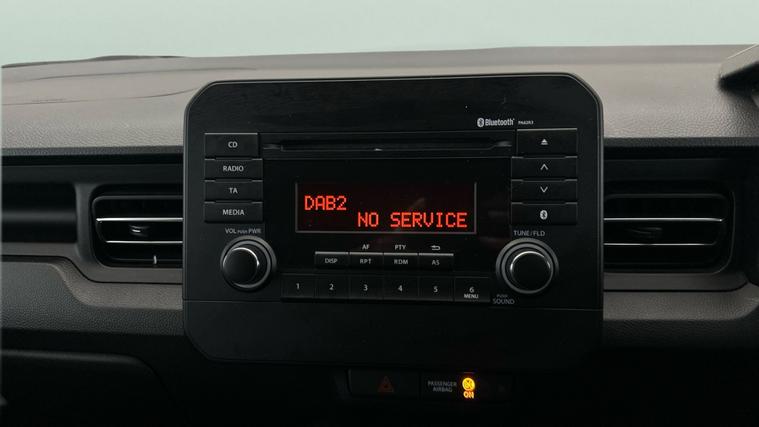 Bluetooth PNA2R3
CD
RADIO
TA
MEDIA
DAB2
NO SERVICE
VOL PUSH PWR
TUNE/FLD
AF PTY
DISP RPT RDM AS
1 2 3 4 5 6
MENU
PUSH
SOUND
PASSENGER
AIRBAG
ON